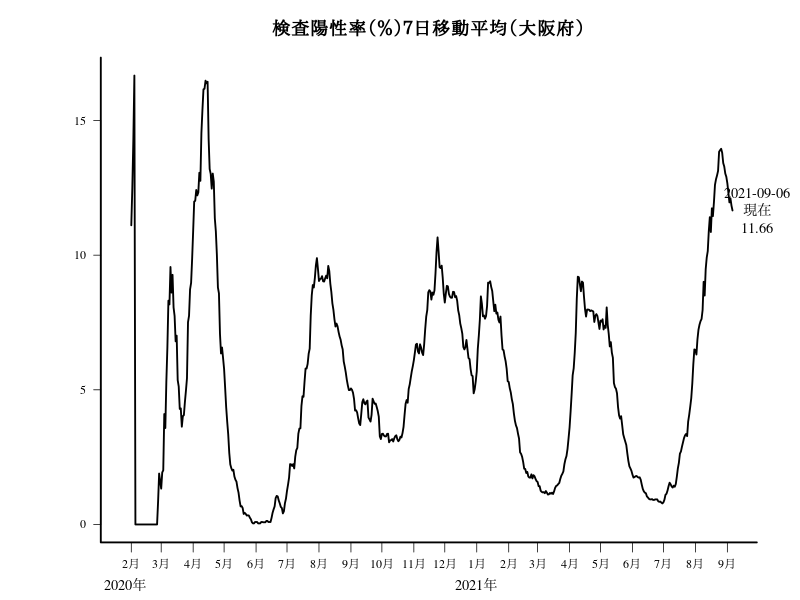 検査陽性率(%)7日移動平均(大阪府)
15
10
5
0
2021-09-06
現在
11.66
2月 3月 4月 5月 6月 7月 8月 9月 10月 11月 12月 1月 2月 3月 4月 5月 6月 7月 8月 9月
2020年 2021年